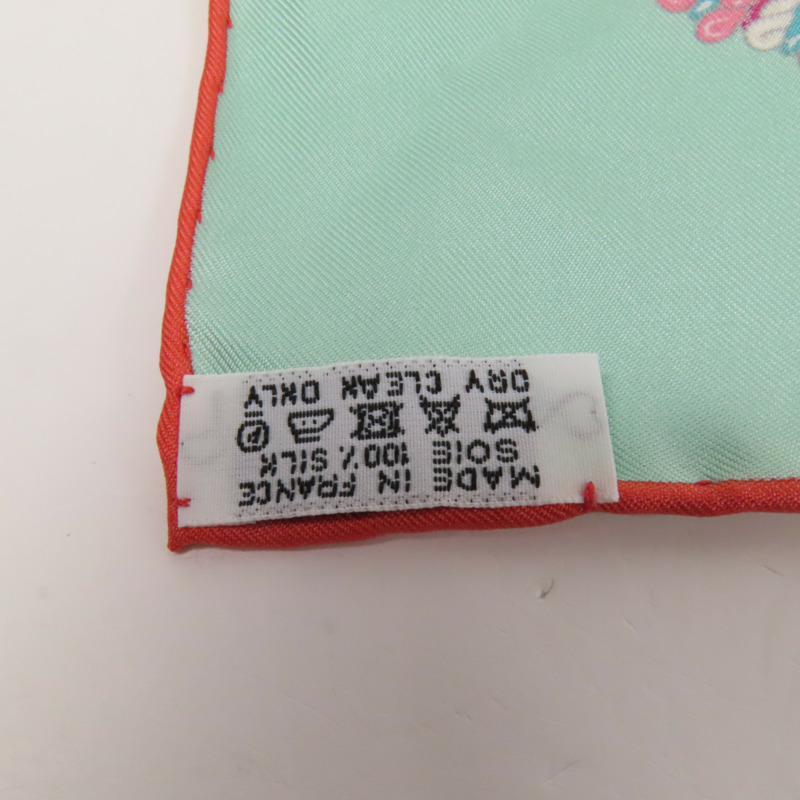 MADE IN FRANCE
SOIE 100% SILK
P
DRY CLEAN ONLY